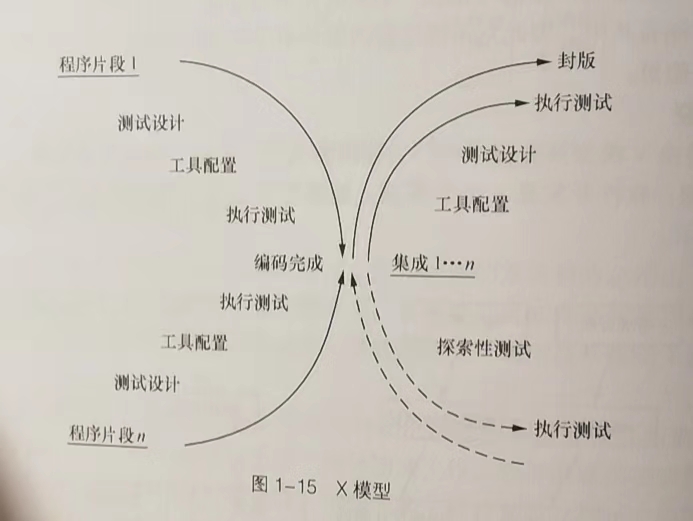 程序片段1
测试设计
工具配置
执行测试
编码完成
执行测试
工具配置
测试设计
程序片段n
封版
执行测试
测试设计
工具配置
集成1…n
探索性测试
执行测试
图1-15 X模型